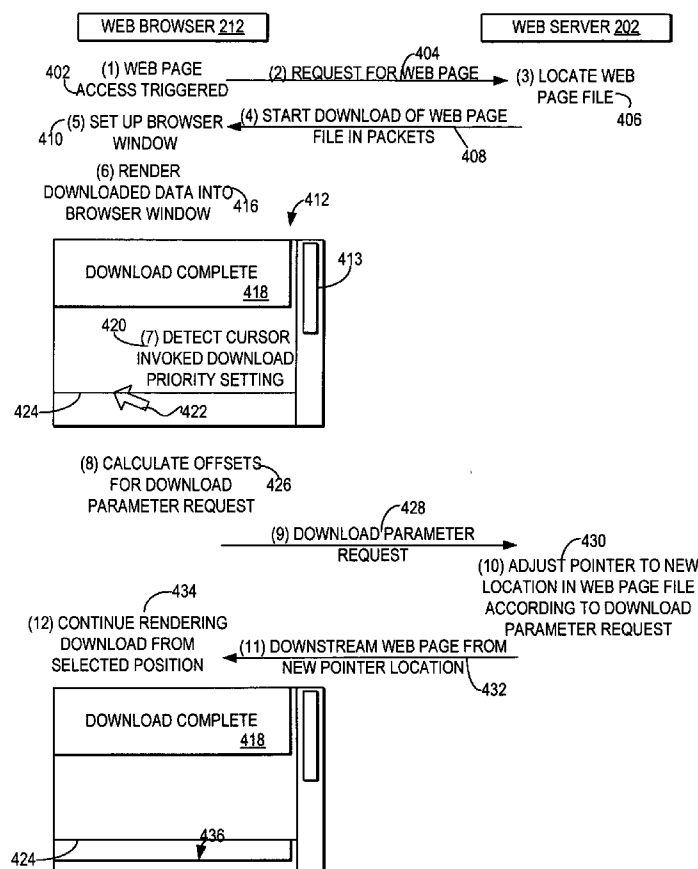 WEB BROWSER 212
WEB SERVER 202
402
(1) WEB PAGE
ACCESS TRIGGERED
404
(2) REQUEST FOR WEB PAGE
(3) LOCATE WEB
PAGE FILE
406
410
(5) SET UP BROWSER
WINDOW
(4) START DOWNLOAD OF WEB PAGE
FILE IN PACKETS
408
(6) RENDER
DOWNLOADED DATA INTO
BROWSER WINDOW
416
412
413
DOWNLOAD COMPLETE
418
420
(7) DETECT CURSOR
INVOKED DOWNLOAD
PRIORITY SETTING
424
422
(8) CALCULATE OFFSETS
FOR DOWNLOAD
PARAMETER REQUEST
426
428
(9) DOWNLOAD PARAMETER
REQUEST
430
(10) ADJUST POINTER TO NEW
LOCATION IN WEB PAGE FILE
ACCORDING TO DOWNLOAD
PARAMETER REQUEST
434
(12) CONTINUE RENDERING
DOWNLOAD FROM
SELECTED POSITION
(11) DOWNSTREAM WEB PAGE FROM
NEW POINTER LOCATION
432
DOWNLOAD COMPLETE
418
436
424